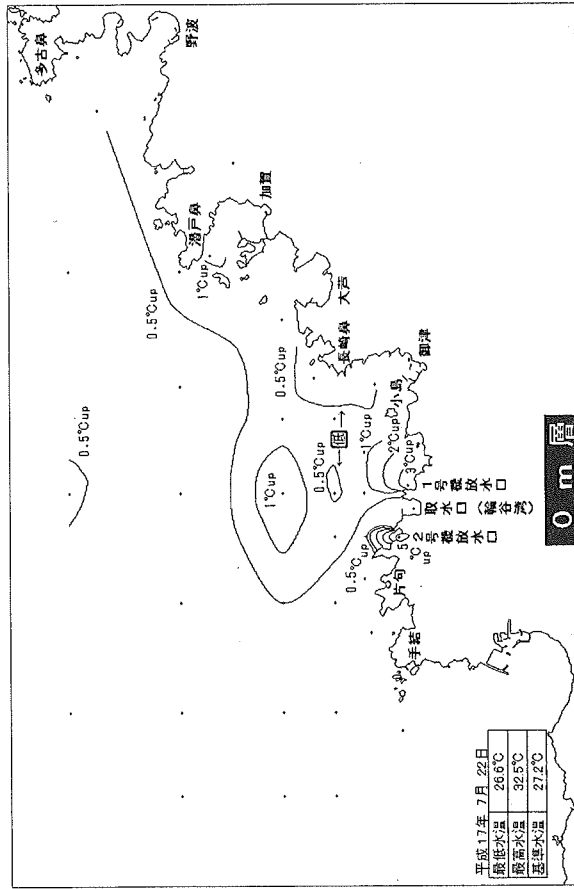 多古鼻
野波
0.5℃up
潜戸鼻
加賀
1℃up
0.5℃up
大芦
長崎鼻
0.5℃up
御津
1℃up
小島
2℃up
3℃up
低
0.5℃up
1℃up
1号機放水口
取水口（輪谷湾）
2号機放水口
5℃up
0.5℃up
片句
手結
0m層
平成17年 7月 22日
最低水温 26.6℃
最高水温 32.5℃
基準水温 27.2℃